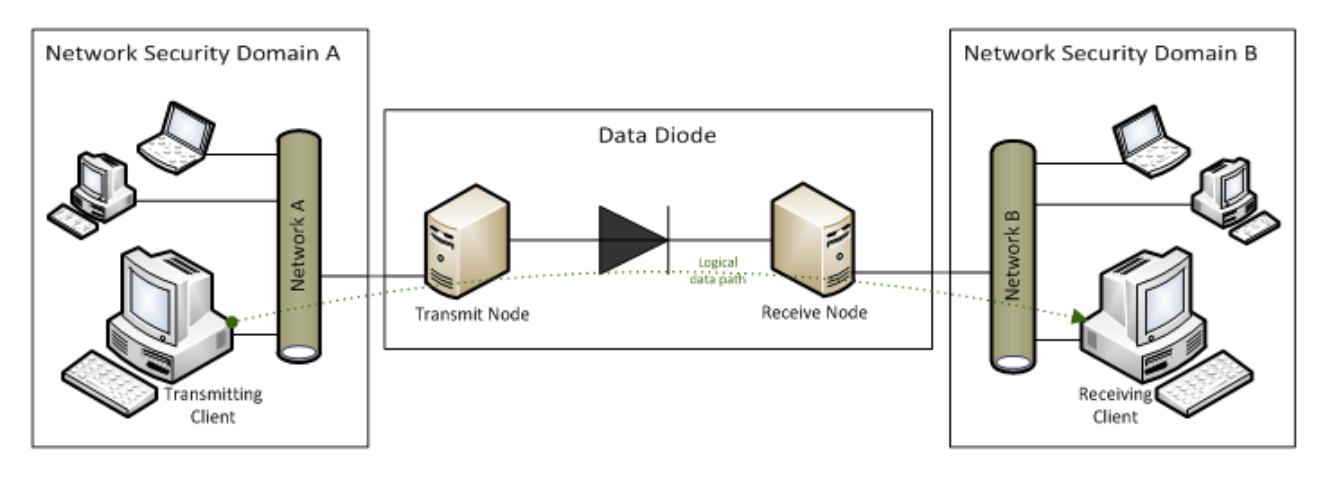 Network Security Domain A
Network A
Transmitting
Client
Data Diode
Transmit Node
Logical
data path
Receive Node
Network Security Domain B
Network B
Receiving
Client